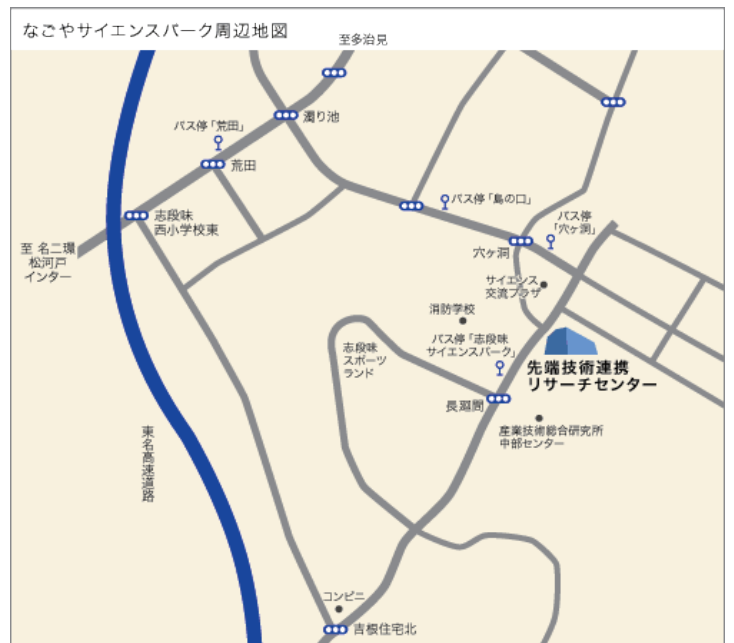 なごやサイエンスパーク周辺地図
至多治見
濁り池
バス停「荒田」
荒田
志段味
西小学校東
至 名二環
松河戸
インター
バス停「島の口」
バス停
「穴ヶ洞」
穴ヶ洞
サイエンス
交流プラザ
消防学校
バス停「志段味
サイエンスパーク」
志段味
スポーツ
ランド
先端技術連携
リサーチセンター
長廻間
産業技術総合研究所
中部センター
東名高速道路
コンビニ
吉根住宅北